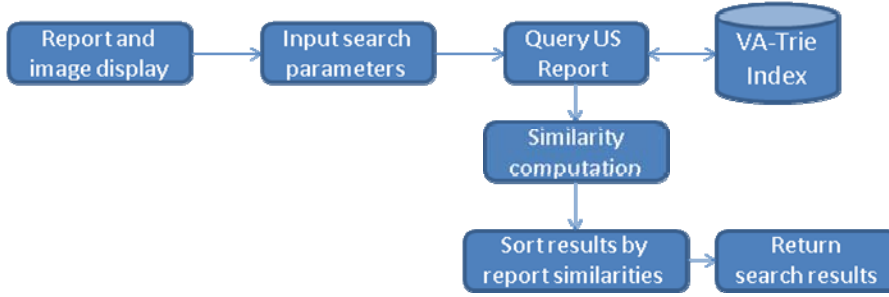 Report and
image display
Input search
parameters
Query US
Report
VA-Trie
Index
Similarity
computation
Sort results by
report similarities
Return
search results